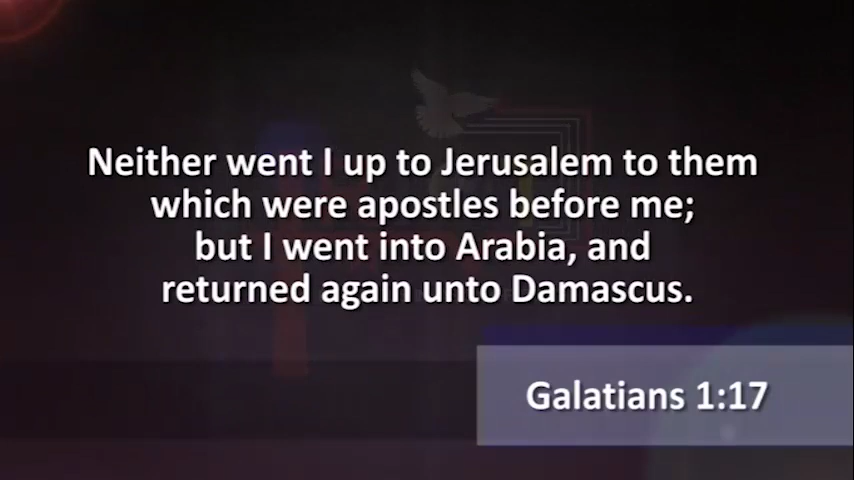 Neither went I up to Jerusalem to them
which were apostles before me;
but I went into Arabia, and
returned again unto Damascus.
Galatians 1:17